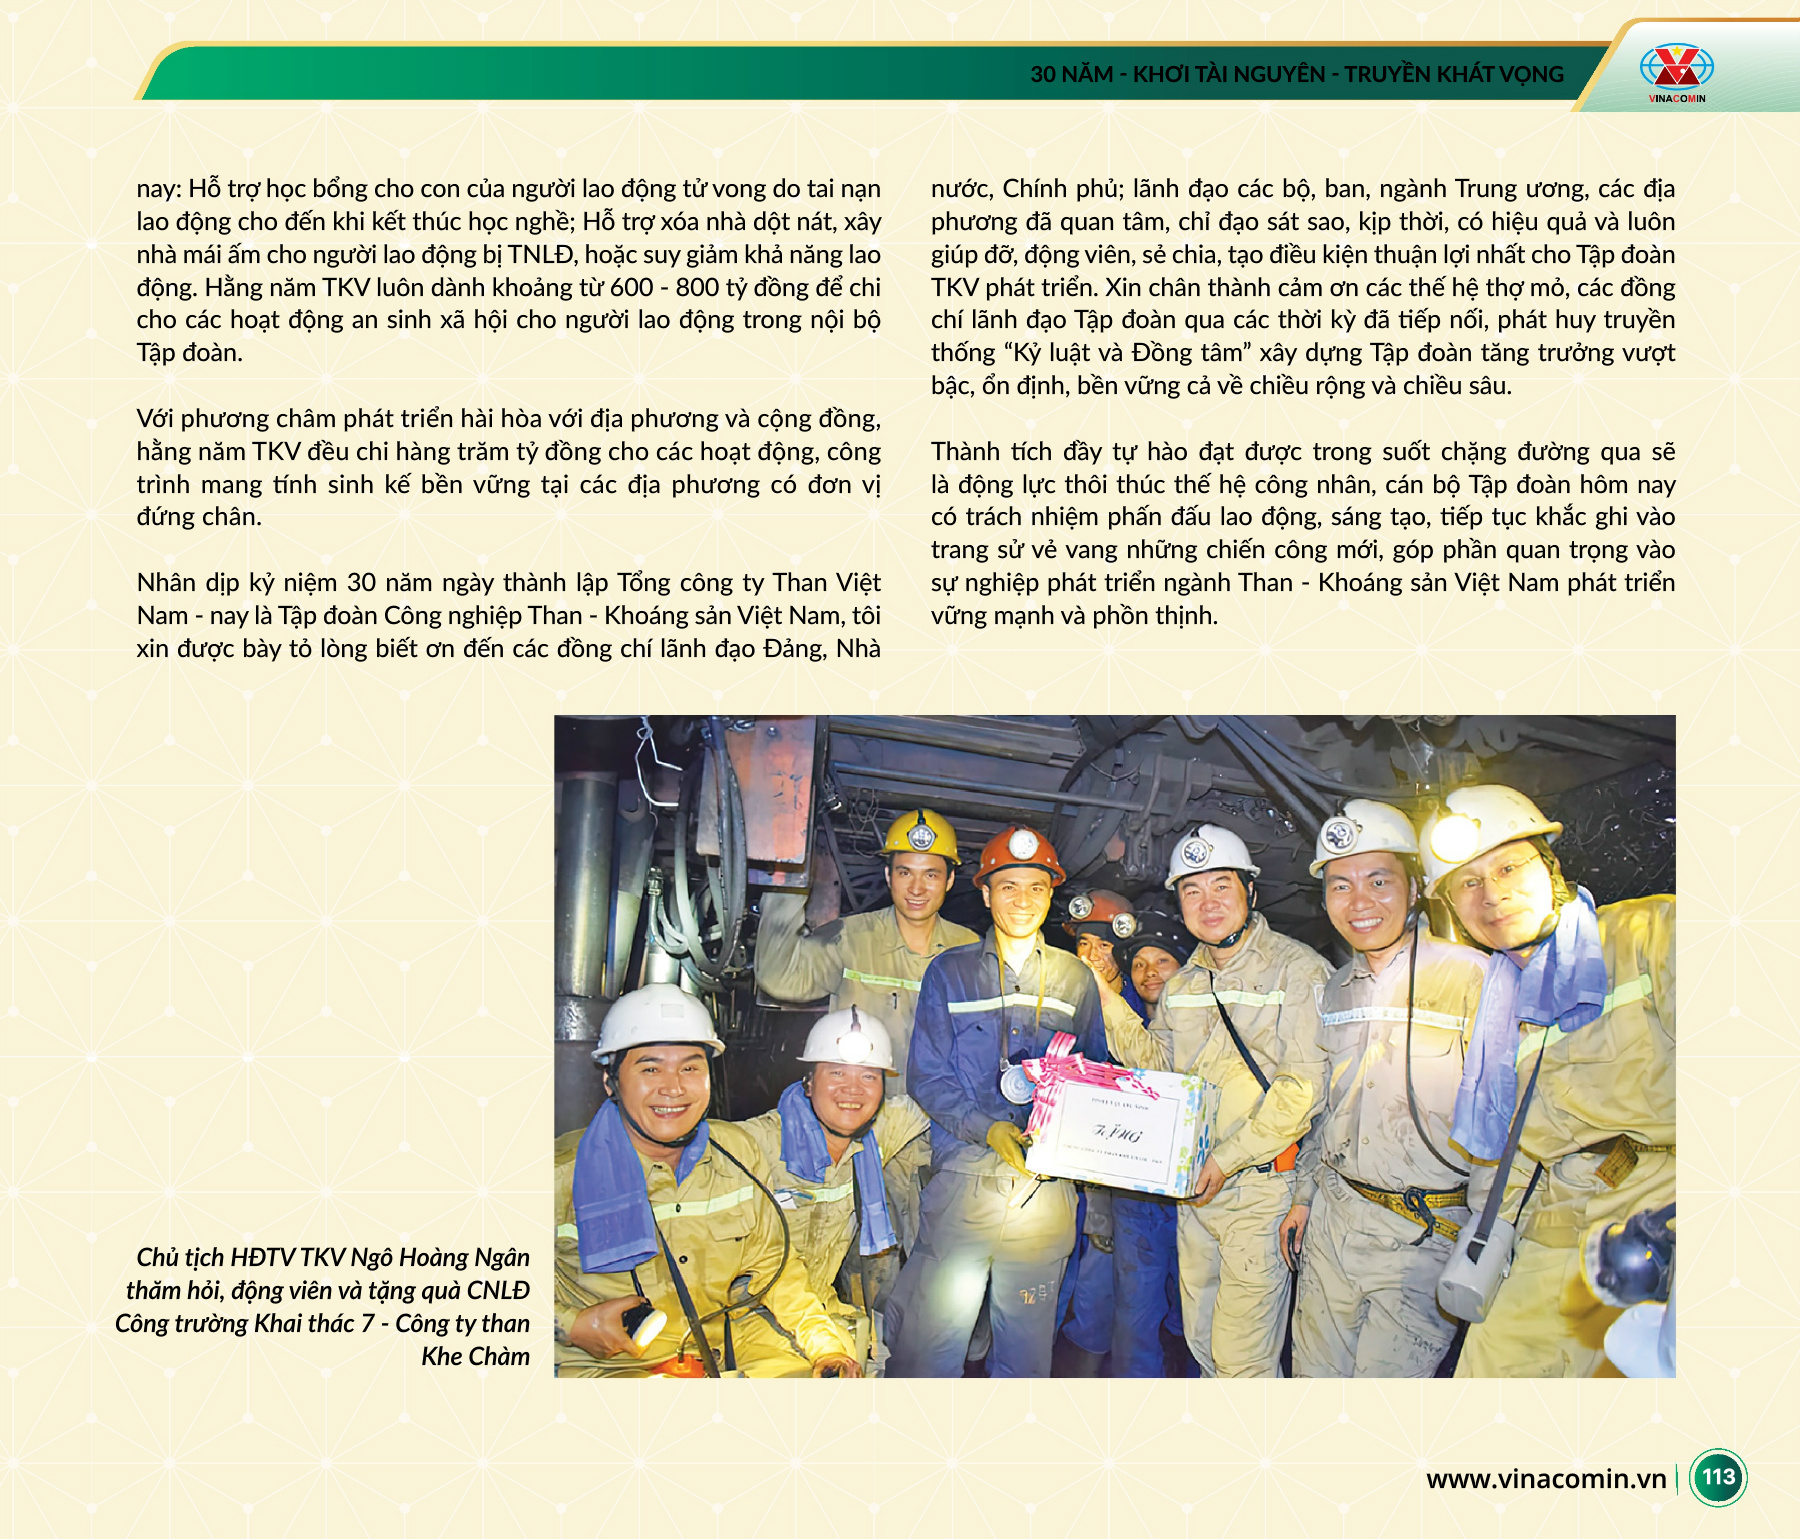 30 NĂM - KHƠI TÀI NGUYÊN - TRUYỀN KHÁT VỌNG
VINACOMIN
nay: Hỗ trợ học bổng cho con của người lao động tử vong do tai nạn
lao động cho đến khi kết thúc học nghề; Hỗ trợ xóa nhà dột nát, xây
nhà mái ấm cho người lao động bị TNLĐ, hoặc suy giảm khả năng lao
động. Hằng năm TKV luôn dành khoảng từ 600 - 800 tỷ đồng để chi
cho các hoạt động an sinh xã hội cho người lao động trong nội bộ
Tập đoàn.
Với phương châm phát triển hài hòa với địa phương và cộng đồng,
hằng năm TKV đều chi hàng trăm tỷ đồng cho các hoạt động, công
trình mang tính sinh kế bền vững tại các địa phương có đơn vị
đứng chân.
Nhân dịp kỷ niệm 30 năm ngày thành lập Tổng công ty Than Việt
Nam - nay là Tập đoàn Công nghiệp Than - Khoáng sản Việt Nam, tôi
xin được bày tỏ lòng biết ơn đến các đồng chí lãnh đạo Đảng, Nhà
nước, Chính phủ; lãnh đạo các bộ, ban, ngành Trung ương, các địa
phương đã quan tâm, chỉ đạo sát sao, kịp thời, có hiệu quả và luôn
giúp đỡ, động viên, sẻ chia, tạo điều kiện thuận lợi nhất cho Tập đoàn
TKV phát triển. Xin chân thành cảm ơn các thế hệ thợ mỏ, các đồng
chí lãnh đạo Tập đoàn qua các thời kỳ đã tiếp nối, phát huy truyền
thống “Kỷ luật và Đồng tâm” xây dựng Tập đoàn tăng trưởng vượt
bậc, ổn định, bền vững cả về chiều rộng và chiều sâu.
Thành tích đầy tự hào đạt được trong suốt chặng đường qua sẽ
là động lực thôi thúc thế hệ công nhân, cán bộ Tập đoàn hôm nay
có trách nhiệm phấn đấu lao động, sáng tạo, tiếp tục khắc ghi vào
trang sử vẻ vang những chiến công mới, góp phần quan trọng vào
sự nghiệp phát triển ngành Than - Khoáng sản Việt Nam phát triển
vững mạnh và phồn thịnh.
TẶNG
Chủ tịch HĐTV TKV Ngô Hoàng Ngân
thăm hỏi, động viên và tặng quà CNLĐ
Công trường Khai thác 7 - Công ty than
Khe Chàm
www.vinacomin.vn
113